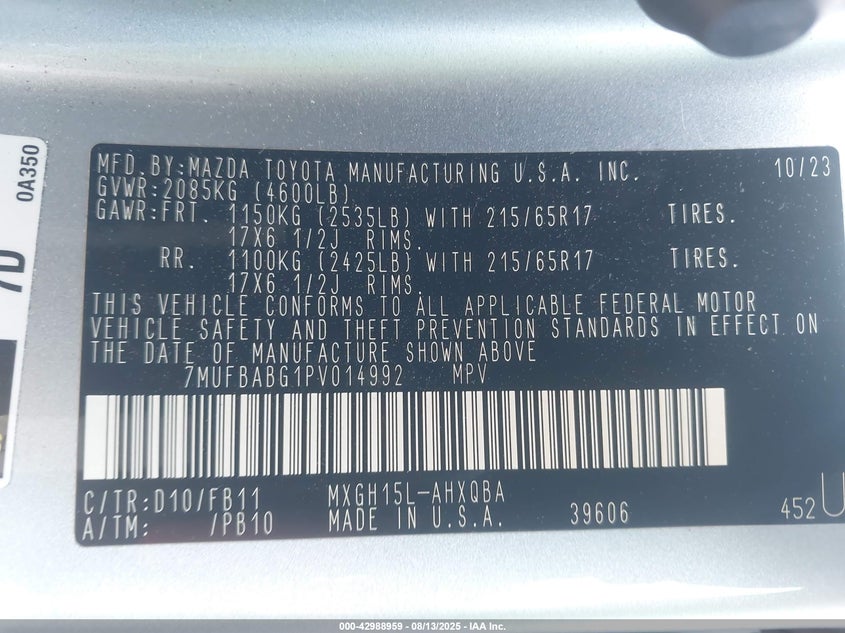 MFD.BY:MAZDA TOYOTA MANUFACTURING U.S.A. INC. 10/23
GVWR:2085KG (4600LB)
GAWR:FRT. 1150KG (2535LB) WITH 215/65R17 TIRES.
17X6 1/2J RIMS.
RR. 1100KG (2425LB) WITH 215/65R17 TIRES.
17X6 1/2J RIMS.
THIS VEHICLE CONFORMS TO ALL APPLICABLE FEDERAL MOTOR
VEHICLE SAFETY AND THEFT PREVENTION STANDARDS IN EFFECT ON
THE DATE OF MANUFACTURE SHOWN ABOVE
7MUFBABG1PV014992 MPV
C/TR:D10/FB11 MXGH15L-AHXQBA
A/TM: /PB10 MADE IN U.S.A. 39606 452U
0A350
000-42988959 - 08/13/2025 - IAA Inc.